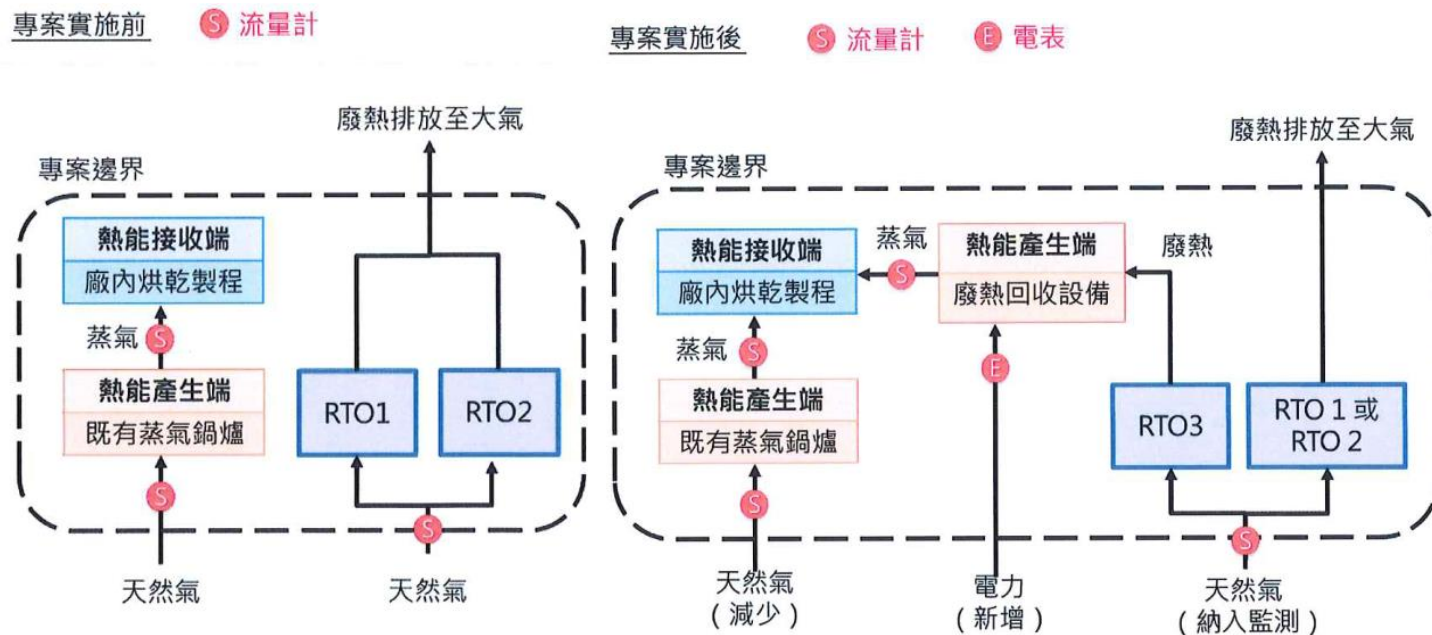 專案實施前
S 流量計
廢熱排放至大氣
專案邊界
熱能接收端
廠內烘乾製程
蒸氣
S
熱能產生端
既有蒸氣鍋爐
RTO1
RTO2
S
S
天然氣
天然氣
專案實施後
S 流量計
E 電表
廢熱排放至大氣
專案邊界
熱能接收端
廠內烘乾製程
蒸氣
S
熱能產生端
廢熱回收設備
廢熱
蒸氣
S
E
熱能產生端
既有蒸氣鍋爐
RTO3
RTO 1 或
RTO 2
S
S
天然氣
(減少)
電力
(新增)
天然氣
(納入監測)